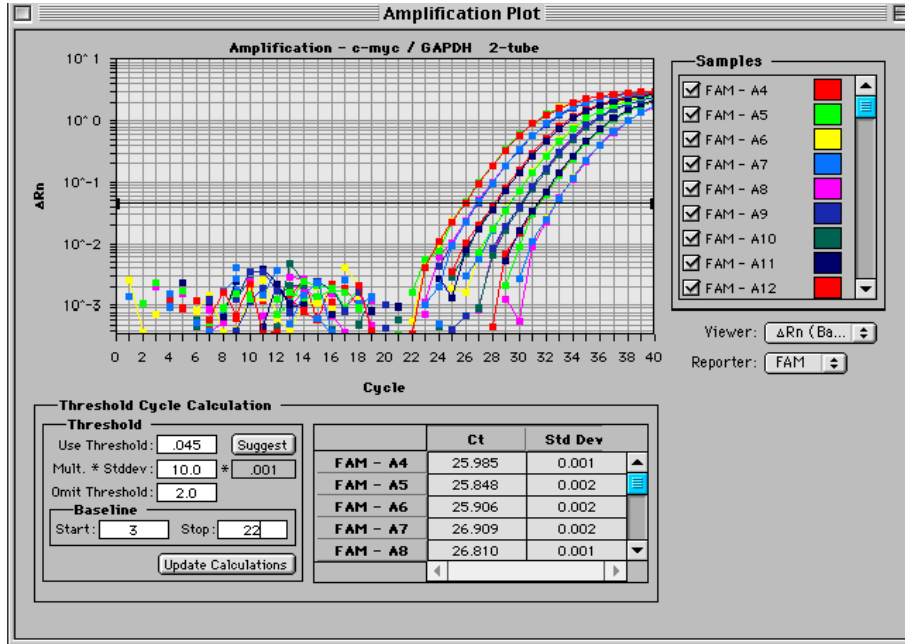 Amplification Plot
Amplification - c-myc / GAPDH 2-tube
10^ 1
10^ 0
10^-1
10^-2
10^-3
ΔRn
0 2 4 6 8 10 12 14 16 18 20 22 24 26 28 30 32 34 36 38 40
Cycle
Samples
FAM - A4
FAM - A5
FAM - A6
FAM - A7
FAM - A8
FAM - A9
FAM - A10
FAM - A11
FAM - A12
Viewer: ΔRn (Ba...
Reporter: FAM
Threshold Cycle Calculation
Threshold
Use Threshold: .045 Suggest
Mult. * Stddev: 10.0 * .001
Omit Threshold: 2.0
Baseline
Start: 3 Stop: 22
Update Calculations
Ct Std Dev
FAM - A4 25.985 0.001
FAM - A5 25.848 0.002
FAM - A6 25.906 0.002
FAM - A7 26.909 0.002
FAM - A8 26.810 0.001